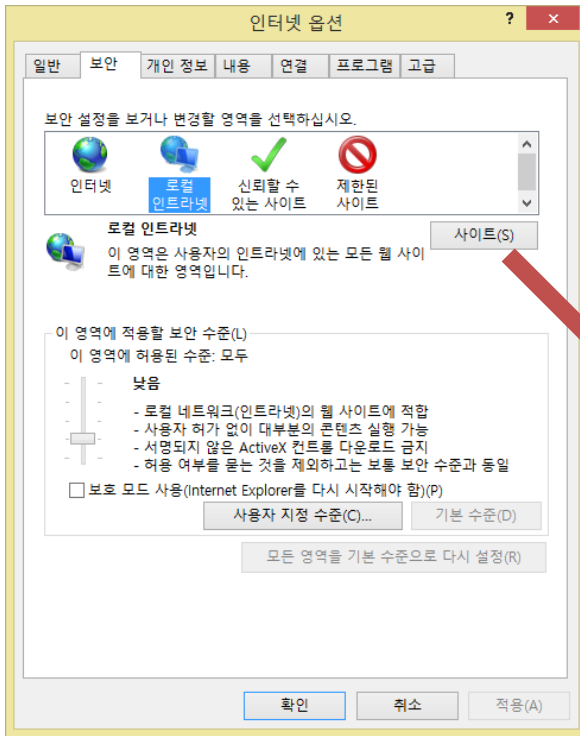 인터넷 옵션
?
일반 보안 개인 정보 내용 연결 프로그램 고급
보안 설정을 보거나 변경할 영역을 선택하십시오.
인터넷
로컬
인트라넷
신뢰할 수
있는 사이트
제한된
사이트
로컬 인트라넷
사이트(S)
이 영역은 사용자의 인트라넷에 있는 모든 웹 사이
트에 대한 영역입니다.
이 영역에 적용할 보안 수준(L)
이 영역에 허용된 수준: 모두
낮음
- 로컬 네트워크(인트라넷)의 웹 사이트에 적합
- 사용자 허가 없이 대부분의 콘텐츠 실행 가능
- 서명되지 않은 ActiveX 컨트롤 다운로드 금지
- 허용 여부를 묻는 것을 제외하고는 보통 보안 수준과 동일
보호 모드 사용(Internet Explorer를 다시 시작해야 함)(P)
사용자 지정 수준(C)... 기본 수준(D)
모든 영역을 기본 수준으로 다시 설정(R)
확인 취소 적용(A)